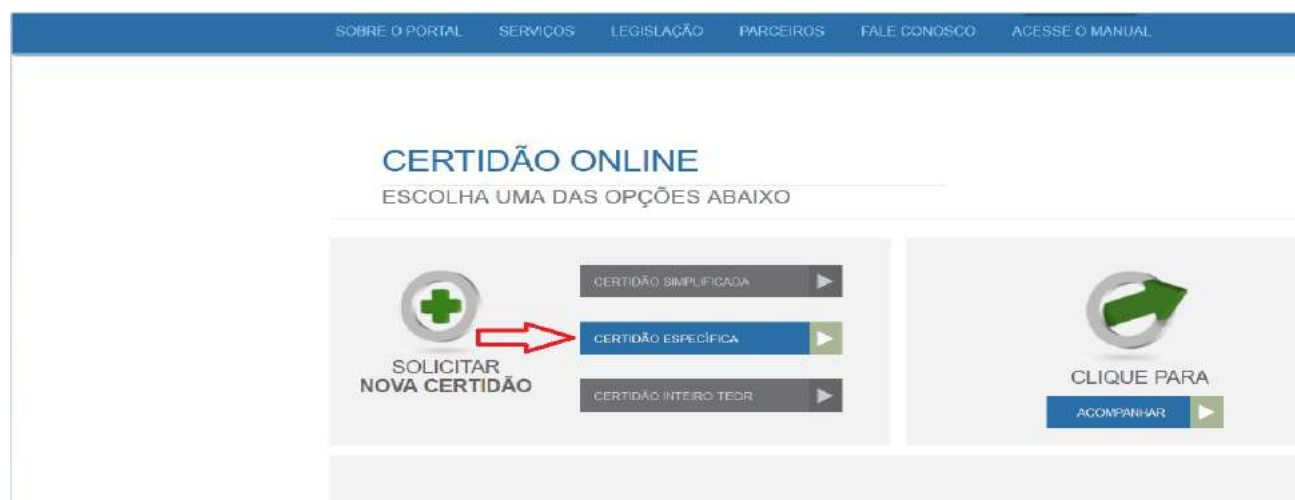 SOBRE O PORTAL SERVIÇOS LEGISLAÇÃO PARCEIROS FALE CONOSCO ACESSE O MANUAL
CERTIDÃO ONLINE
ESCOLHA UMA DAS OPÇÕES ABAIXO
SOLICITAR
NOVA CERTIDÃO
CERTIDÃO SIMPLIFICADA
CERTIDÃO ESPECÍFICA
CERTIDÃO INTEIRO TEOR
CLIQUE PARA
ACOMPANHAR